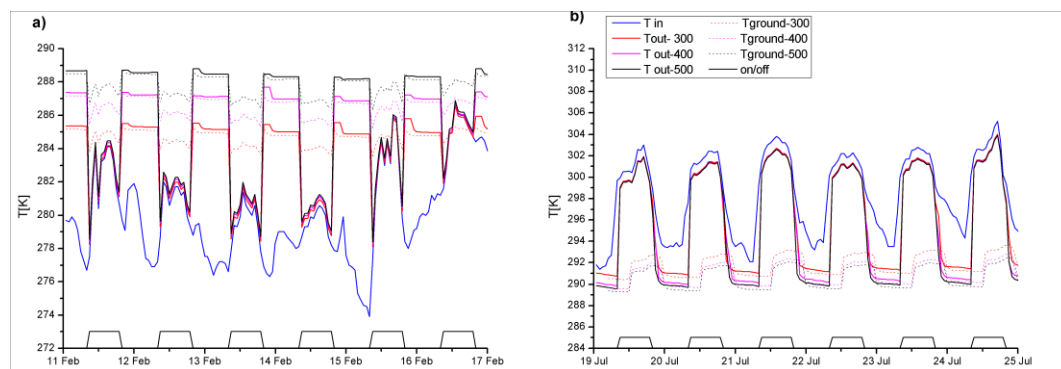 a)
T[K]
290
288
286
284
282
280
278
276
274
272
11 Feb 12 Feb 13 Feb 14 Feb 15 Feb 16 Feb 17 Feb
b)
T in
Tout- 300
T out-400
T out-500
Tground-300
Tground-400
Tground-500
on/off
T[K]
312
310
308
306
304
302
300
298
296
294
292
290
288
286
284
19 Jul 20 Jul 21 Jul 22 Jul 23 Jul 24 Jul 25 Jul